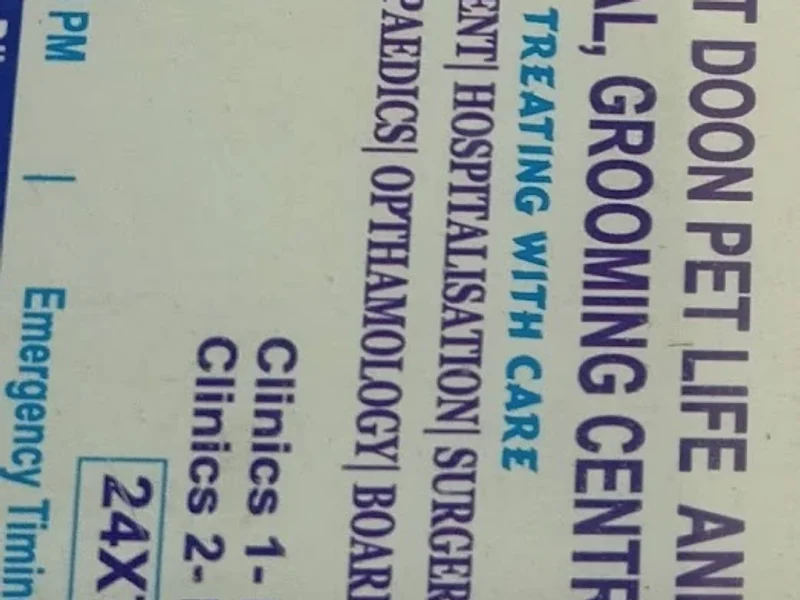 T DOON PET LIFE AN
AL, GROOMING CENTR
TREATING WITH CARE
ENT| HOSPITALISATION| SURGER
PAEDICS| OPTHAMOLOGY| BOAR
Clinics 1-
Clinics 2-
24X
PM | Emergency Timin